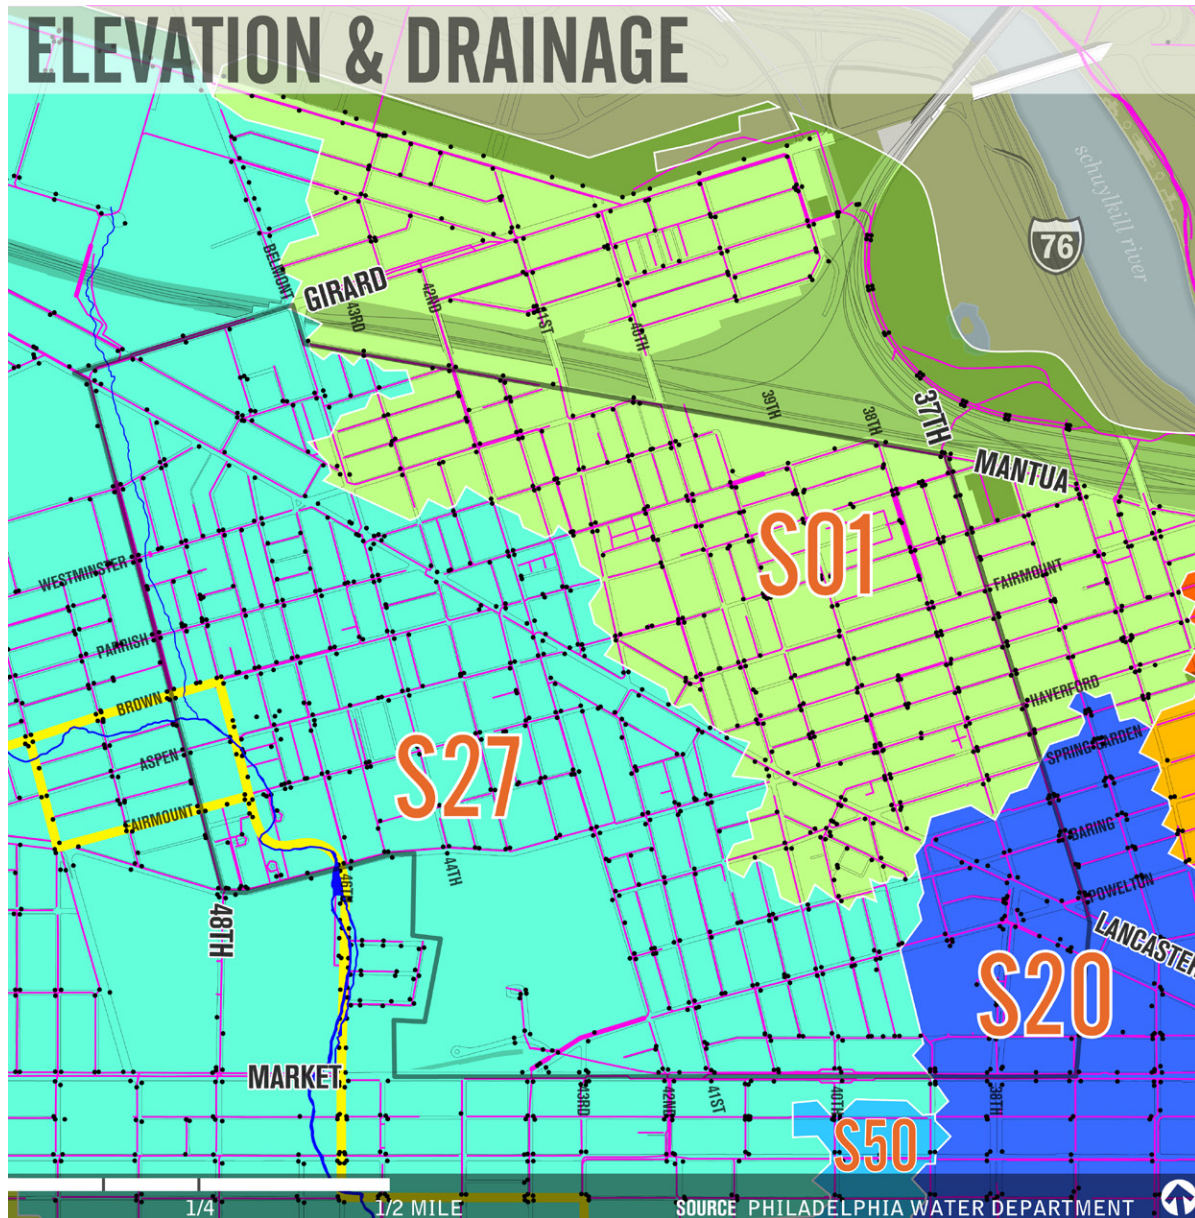 ELEVATION & DRAINAGE
schuylkill river
76
BELMONT
GIRARD
43RD
42ND
41ST
40TH
39TH
38TH
37TH
MANTUA
S01
WESTMINSTER
FAIRMOUNT
PARRISH
HAVERFORD
BROWN
SPRING GARDEN
ASPEN
S27
FAIRMOUNT
BARING
44TH
46TH
POWELTON
48TH
LANCASTER
S20
MARKET
43RD
42ND
41ST
40TH
38TH
S50
1/4
1/2 MILE
SOURCE PHILADELPHIA WATER DEPARTMENT